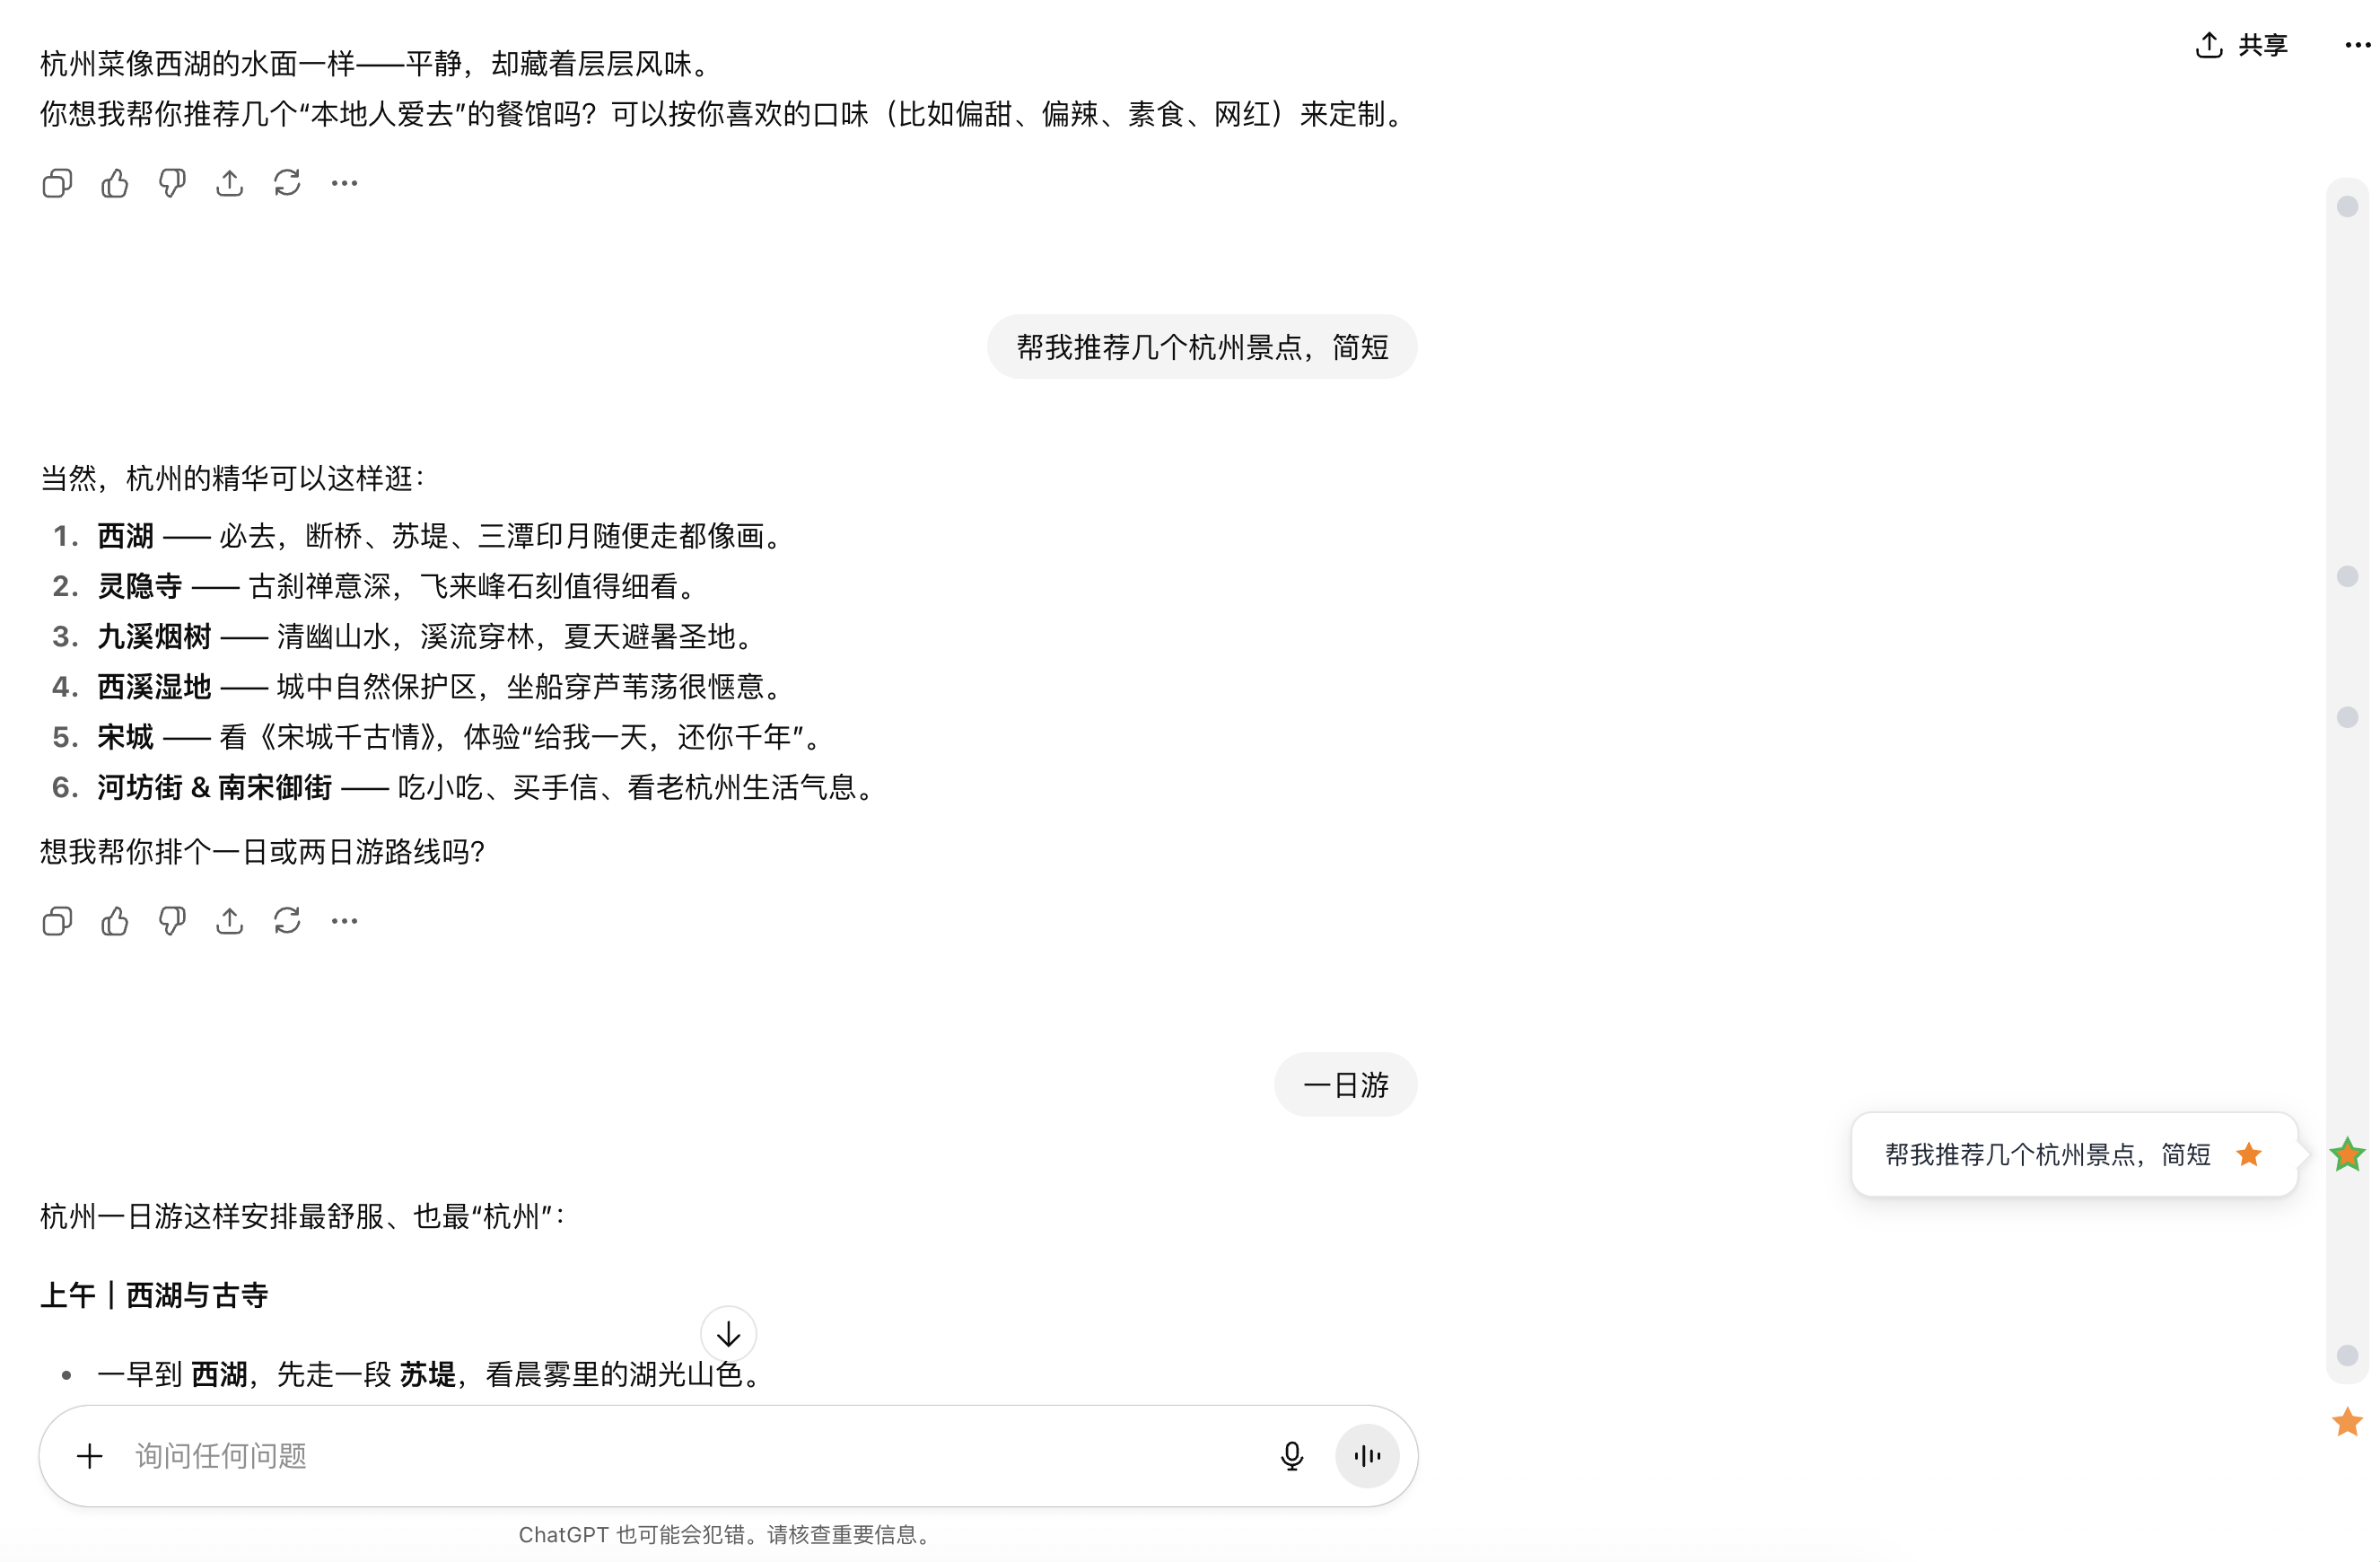 共享
杭州菜像西湖的水面一样——平静，却藏着层层风味。
你想我帮你推荐几个“本地人爱去”的餐馆吗？可以按你喜欢的口味（比如偏甜、偏辣、素食、网红）来定制。
帮我推荐几个杭州景点，简短
当然，杭州的精华可以这样逛：
1. 西湖 —— 必去，断桥、苏堤、三潭印月随便走都像画。
2. 灵隐寺 —— 古刹禅意深，飞来峰石刻值得细看。
3. 九溪烟树 —— 清幽山水，溪流穿林，夏天避暑圣地。
4. 西溪湿地 —— 城中自然保护区，坐船穿芦苇荡很惬意。
5. 宋城 —— 看《宋城千古情》，体验“给我一天，还你千年”。
6. 河坊街 & 南宋御街 —— 吃小吃、买手信、看老杭州生活气息。
想我帮你排个一日或两日游路线吗？
一日游
帮我推荐几个杭州景点，简短
杭州一日游这样安排最舒服、也最“杭州”：
上午｜西湖与古寺
• 一早到 西湖，先走一段 苏堤，看晨雾里的湖光山色。
询问任何问题
ChatGPT 也可能会犯错。请核查重要信息。